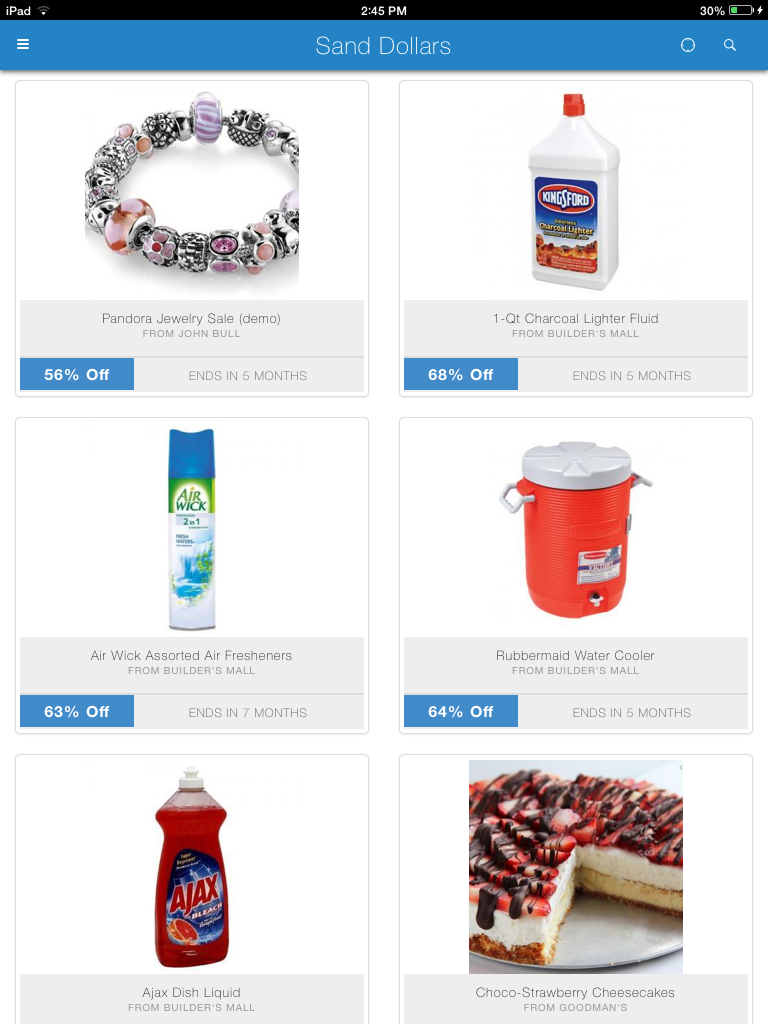 iPad 2:45 PM 30%
Sand Dollars
KINGSFORD
Odorless
Charcoal Lighter
Pandora Jewelry Sale (demo)
FROM JOHN BULL
1-Qt Charcoal Lighter Fluid
FROM BUILDER'S MALL
56% Off ENDS IN 5 MONTHS
68% Off ENDS IN 5 MONTHS
AIR
WICK
2 in 1
FRESH
WATERS
Air Wick Assorted Air Fresheners
FROM BUILDER'S MALL
Rubbermaid Water Cooler
FROM BUILDER'S MALL
63% Off ENDS IN 7 MONTHS
64% Off ENDS IN 5 MONTHS
AJAX
BLEACH
Ajax Dish Liquid
FROM BUILDER'S MALL
Choco-Strawberry Cheesecakes
FROM GOODMAN'S